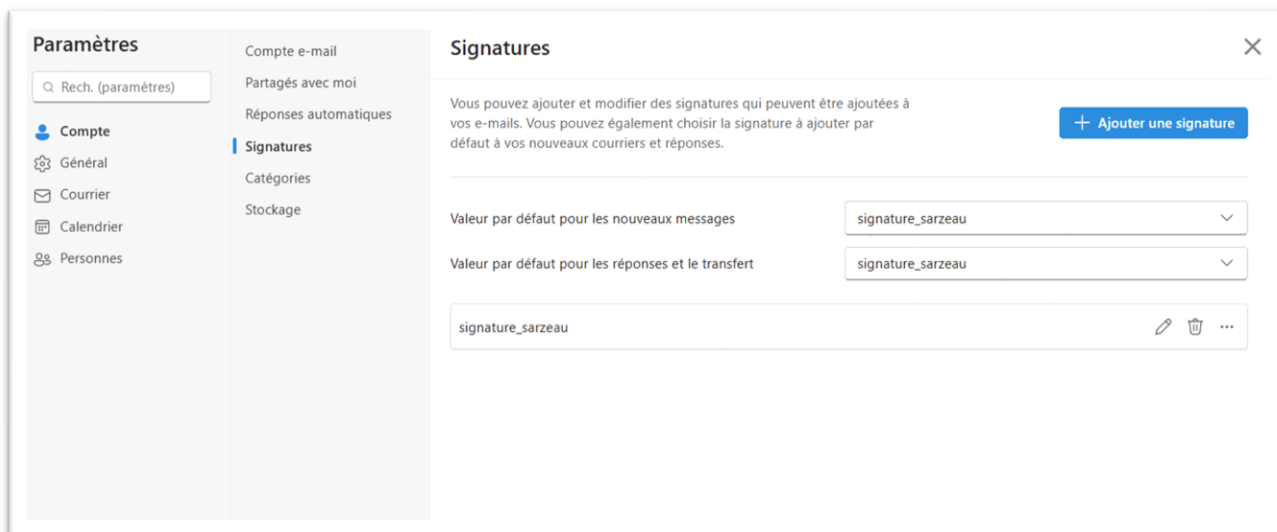 Paramètres
Rech. (paramètres)
Compte
Général
Courrier
Calendrier
Personnes
Compte e-mail
Partagés avec moi
Réponses automatiques
Signatures
Catégories
Stockage
Signatures
Vous pouvez ajouter et modifier des signatures qui peuvent être ajoutées à
vos e-mails. Vous pouvez également choisir la signature à ajouter par
défaut à vos nouveaux courriers et réponses.
Ajouter une signature
Valeur par défaut pour les nouveaux messages
signature_sarzeau
Valeur par défaut pour les réponses et le transfert
signature_sarzeau
signature_sarzeau